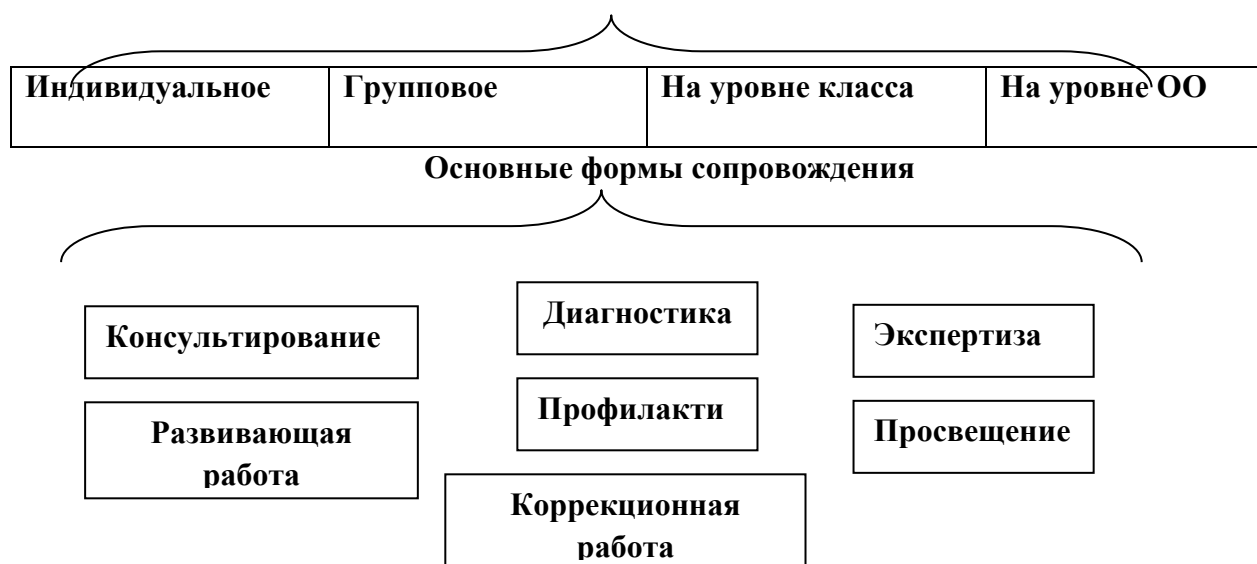 Индивидуальное
Групповое
На уровне класса
На уровне ОО
Основные формы сопровождения
Консультирование
Диагностика
Экспертиза
Развивающая
работа
Профилакти
Просвещение
Коррекционная
работа